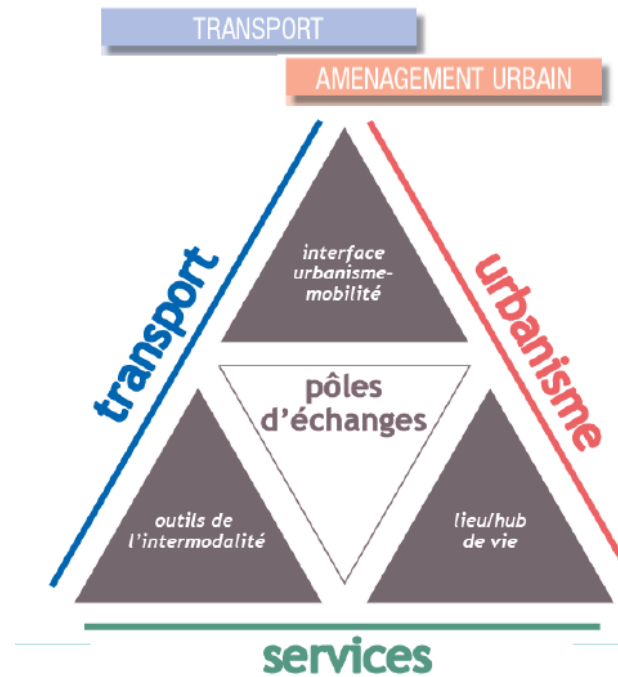 TRANSPORT
AMENAGEMENT URBAIN
transport
urbanisme
interface
urbanisme-
mobilité
pôles
d'échanges
outils de
l'intermodalité
lieu/hub
de vie
services